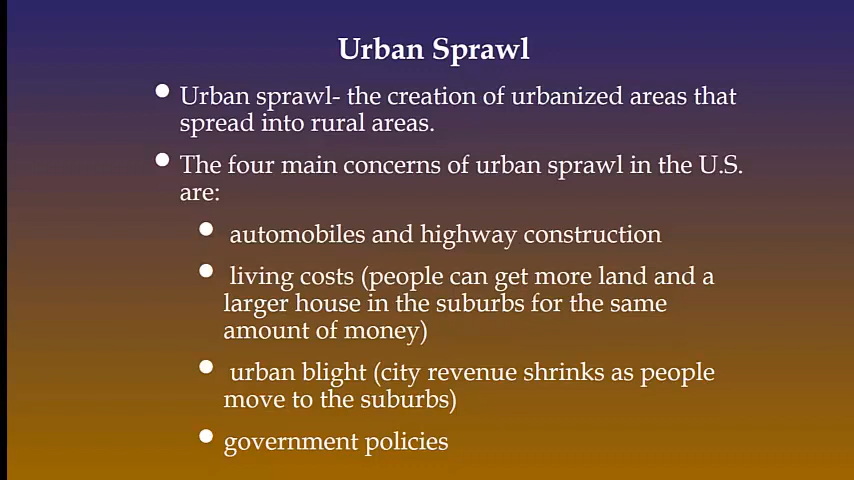 Urban Sprawl
• Urban sprawl- the creation of urbanized areas that
spread into rural areas.
• The four main concerns of urban sprawl in the U.S.
are:
• automobiles and highway construction
• living costs (people can get more land and a
larger house in the suburbs for the same
amount of money)
• urban blight (city revenue shrinks as people
move to the suburbs)
• government policies